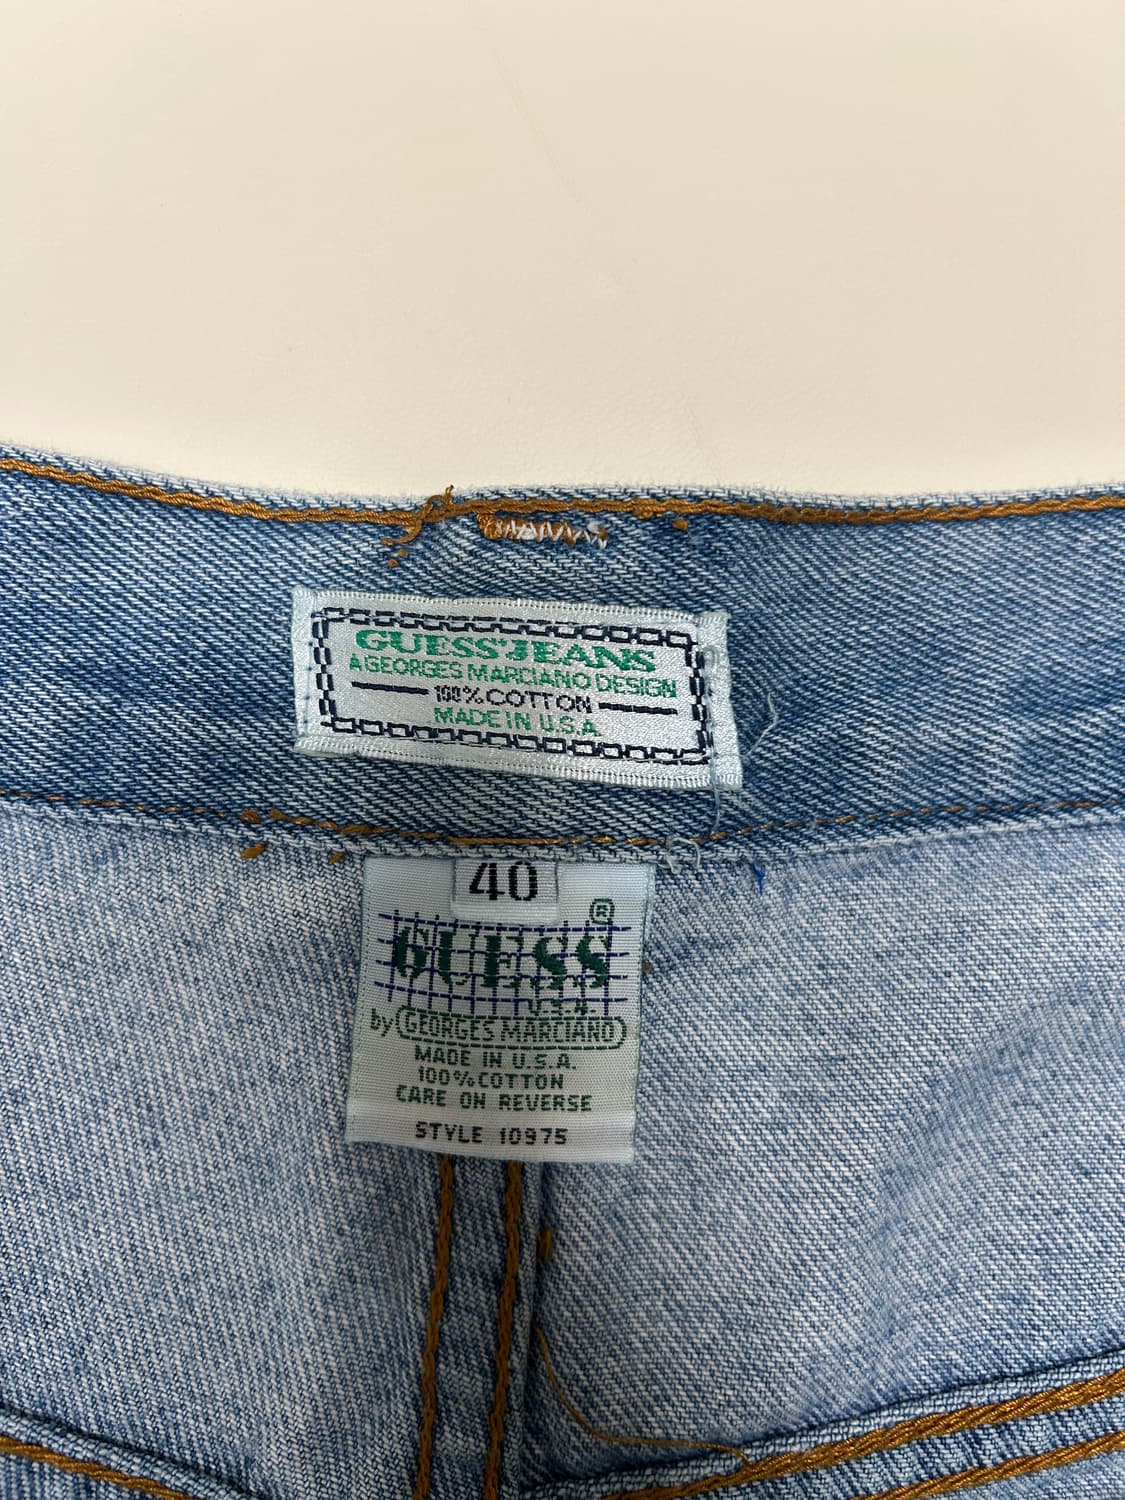 GUESS?JEANS
A GEORGES MARCIANO DESIGN
100% COTTON
MADE IN U.S.A.
40
GUESS ®
U.S.A.
by GEORGES MARCIANO
MADE IN U.S.A.
100% COTTON
CARE ON REVERSE
STYLE 10975